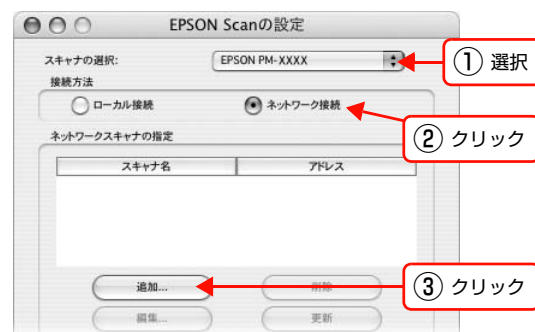 EPSON Scanの設定
スキャナの選択: EPSON PM-XXXX ① 選択
接続方法
ローカル接続 ネットワーク接続
② クリック
ネットワークスキャナの指定
スキャナ名 アドレス
追加... 削除 ③ クリック
編集... 更新